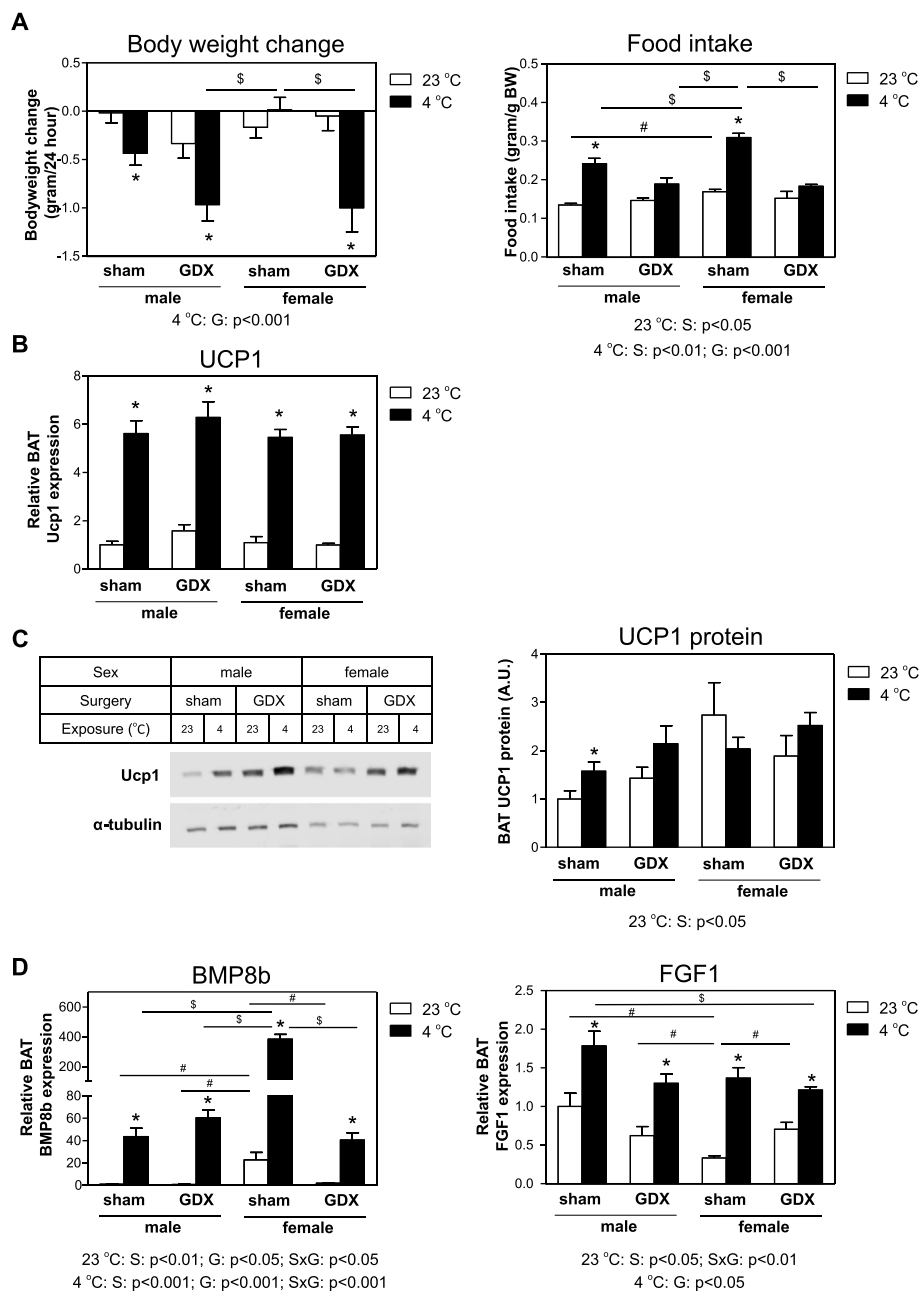 A
Body weight change
Bodyweight change
(gram/24 hour)
0.5
0.0
-0.5
-1.0
-1.5
$ $
* * *
23 °C
4 °C
sham GDX sham GDX
male female
4 °C: G: p<0.001
Food intake
Food intake (gram/g BW)
0.5
0.4
0.3
0.2
0.1
0.0
$ $
$
#
* *
23 °C
4 °C
sham GDX sham GDX
male female
23 °C: S: p<0.05
4 °C: S: p<0.01; G: p<0.001
B
UCP1
Relative BAT
Ucp1 expression
8
6
4
2
0
* * * *
23 °C
4 °C
sham GDX sham GDX
male female
C
Sex male female
Surgery sham GDX sham GDX
Exposure (°C) 23 4 23 4 23 4 23 4
Ucp1
α-tubulin
UCP1 protein
BAT UCP1 protein (A.U.)
4
3
2
1
0
*
23 °C
4 °C
sham GDX sham GDX
male female
23 °C: S: p<0.05
D
BMP8b
Relative BAT
BMP8b expression
600
400
200
80
60
40
20
0
#
$
$ $
#
#
* * * *
23 °C
4 °C
sham GDX sham GDX
male female
23 °C: S: p<0.01; G: p<0.05; SxG: p<0.05
4 °C: S: p<0.001; G: p<0.001; SxG: p<0.001
FGF1
Relative BAT
FGF1 expression
2.5
2.0
1.5
1.0
0.5
0.0
$
#
# #
* * * *
23 °C
4 °C
sham GDX sham GDX
male female
23 °C: S: p<0.05; SxG: p<0.01
4 °C: G: p<0.05